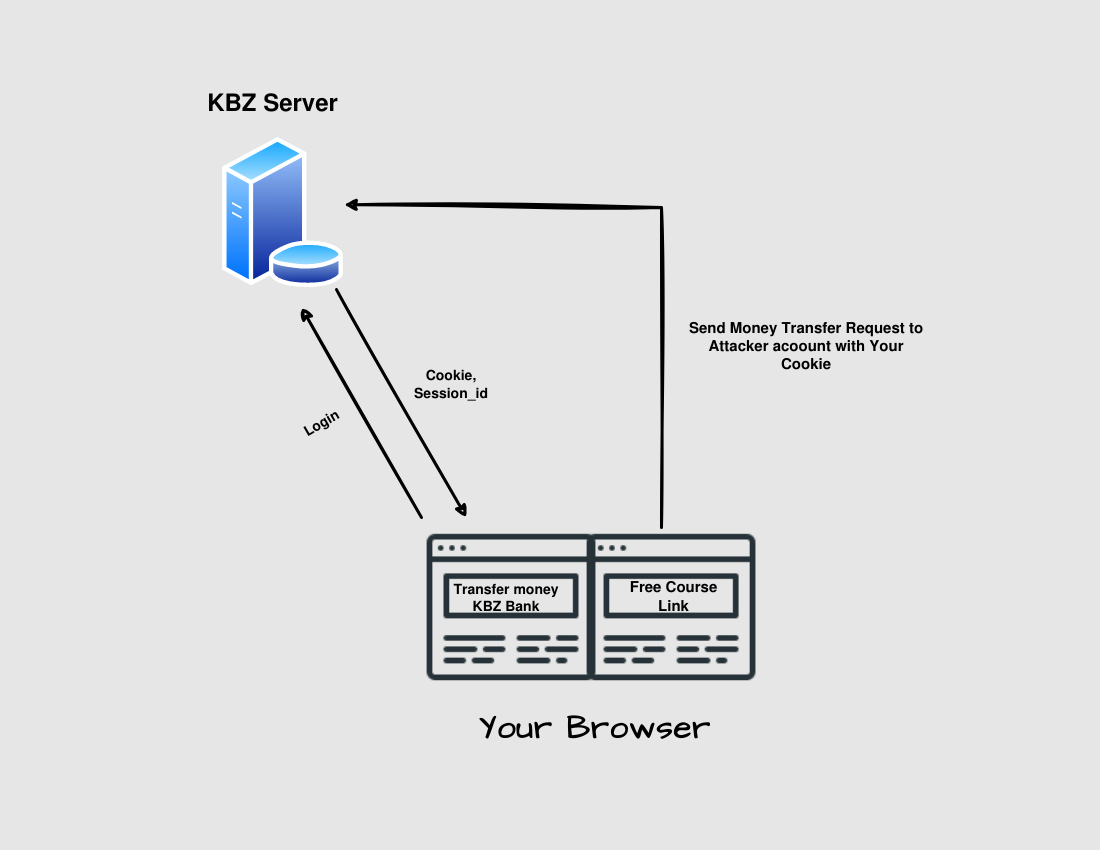 KBZ Server
Send Money Transfer Request to
Attacker acoount with Your
Cookie
Cookie,
Session_id
Login
Transfer money
KBZ Bank
Free Course
Link
Your Browser